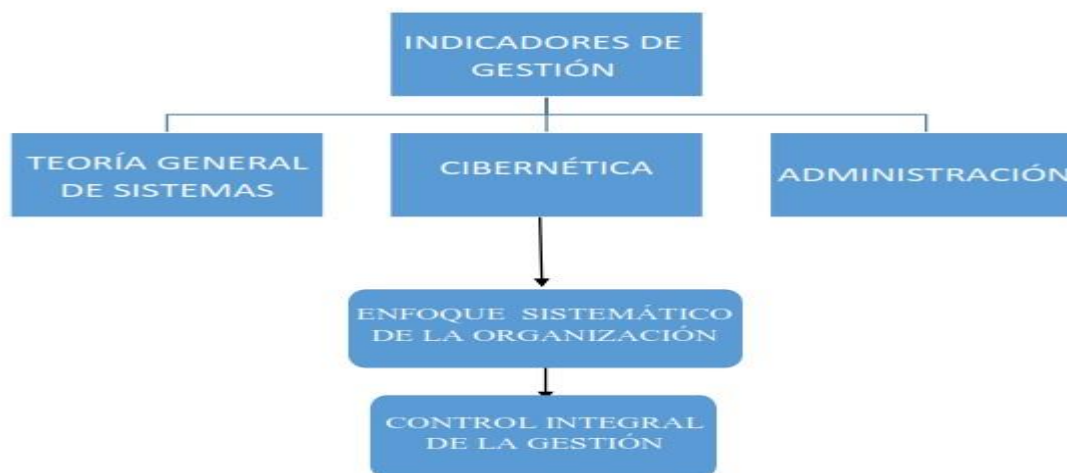 INDICADORES DE
GESTIÓN
TEORÍA GENERAL
DE SISTEMAS
CIBERNÉTICA
ADMINISTRACIÓN
ENFOQUE SISTEMÁTICO
DE LA ORGANIZACIÓN
CONTROL INTEGRAL
DE LA GESTIÓN